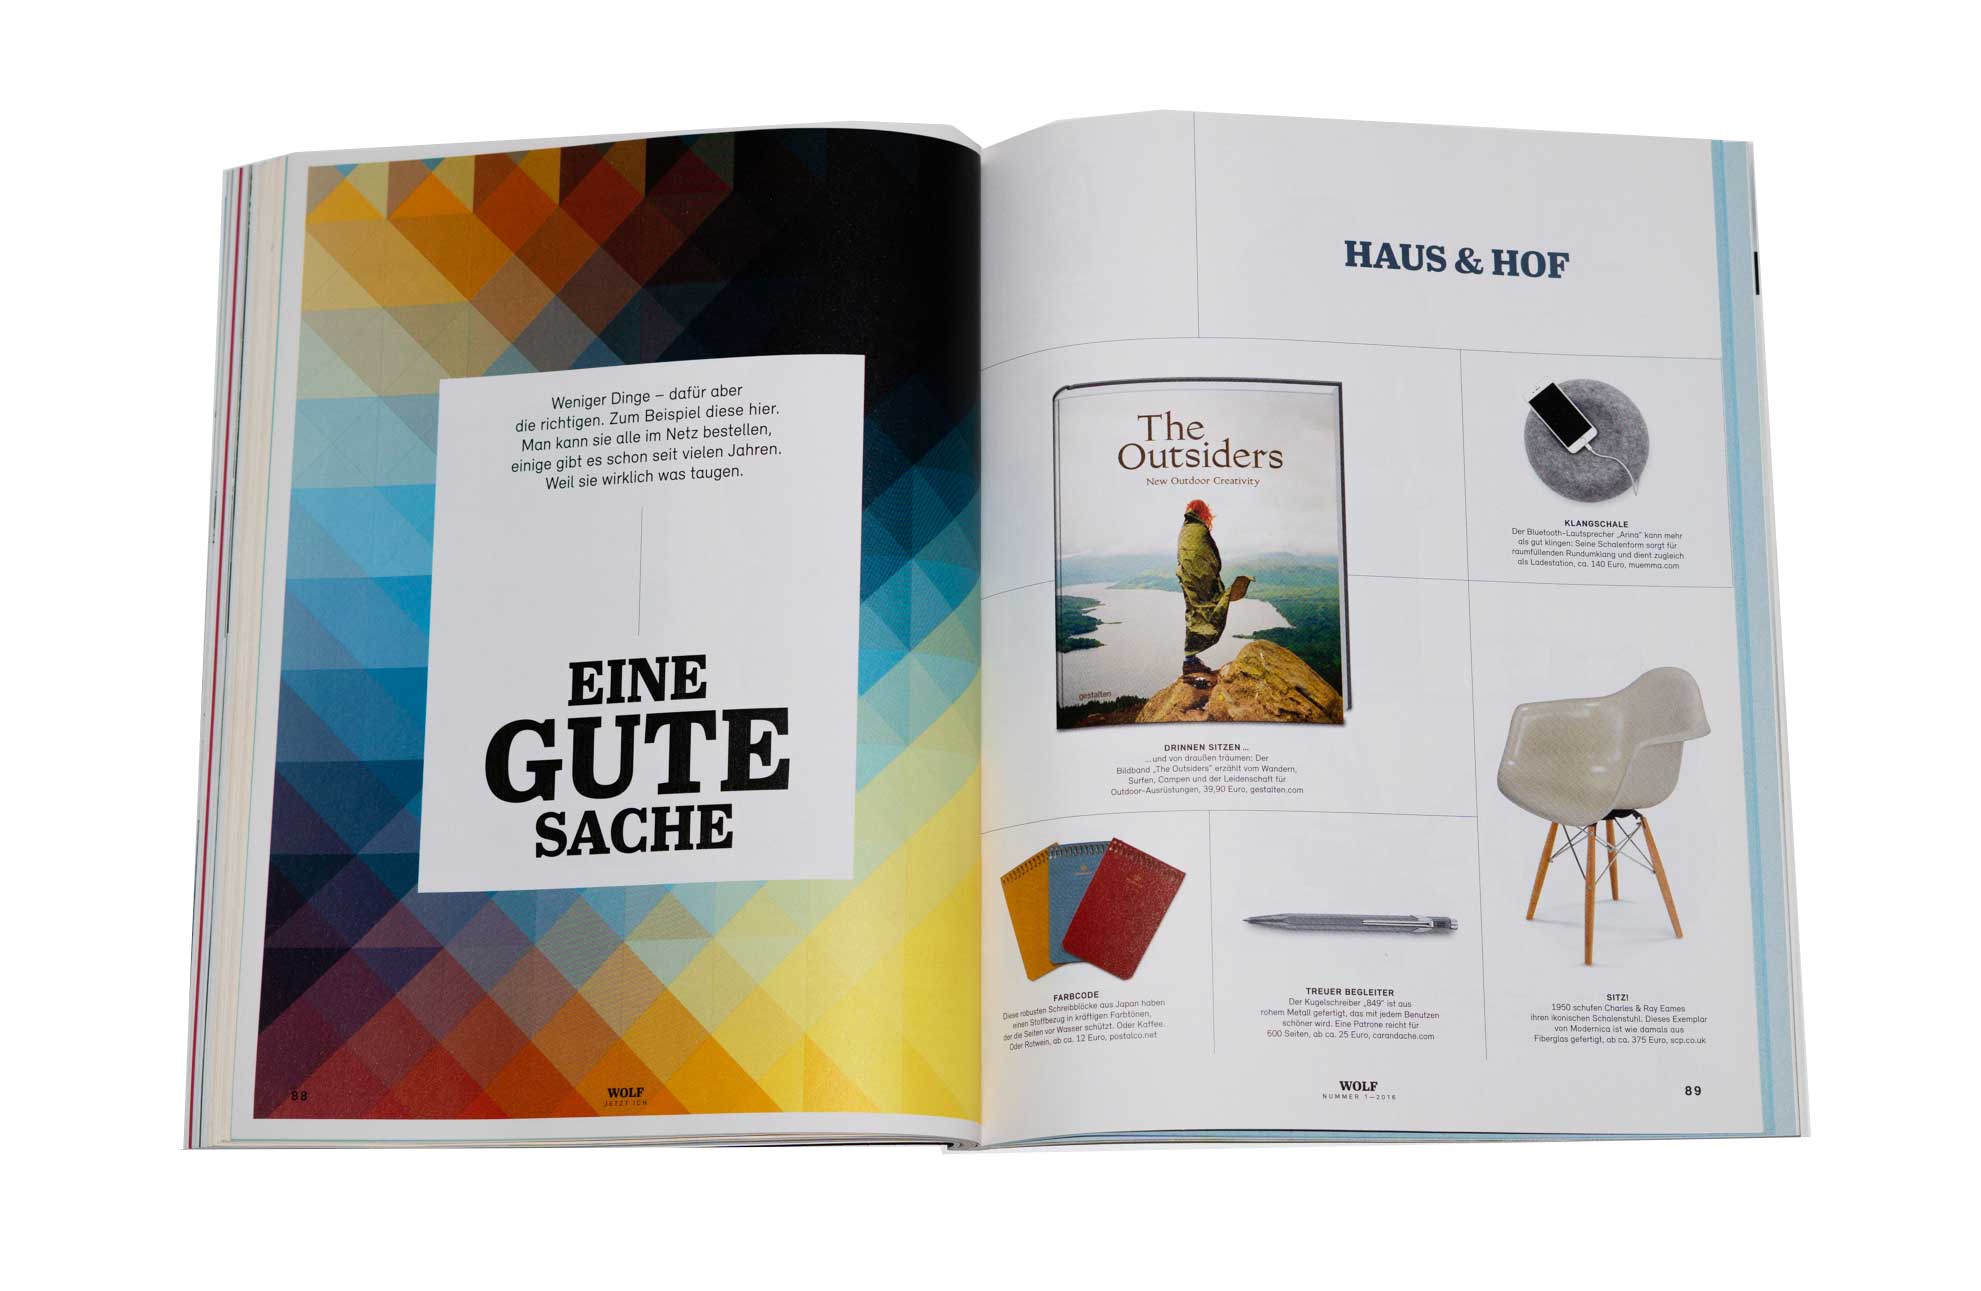 Weniger Dinge – dafür aber
die richtigen. Zum Beispiel diese hier.
Man kann sie alle im Netz bestellen,
einige gibt es schon seit vielen Jahren.
Weil sie wirklich was taugen.
EINE
GUTE
SACHE
88
WOLF
JETZT ICH
HAUS & HOF
The
Outsiders
New Outdoor Creativity
gestalten
DRINNEN SITZEN ...
... und von draußen träumen: Der
Bildband „The Outsiders“ erzählt vom Wandern,
Surfen, Campen und der Leidenschaft für
Outdoor-Ausrüstungen, 39,90 Euro, gestalten.com
KLANGSCHALE
Der Bluetooth-Lautsprecher „Arina“ kann mehr
als gut klingen: Seine Schalenform sorgt für
raumfüllenden Rundumklang und dient zugleich
als Ladestation, ca. 140 Euro, muemma.com
FARBCODE
Diese robusten Schreibblöcke aus Japan haben
einen Stoffbezug in kräftigen Farbtönen,
der die Seiten vor Wasser schützt. Oder Kaffee.
Oder Rotwein, ab ca. 12 Euro, postalco.net
TREUER BEGLEITER
Der Kugelschreiber „849“ ist aus
rohem Metall gefertigt, das mit jedem Benutzen
schöner wird. Eine Patrone reicht für
600 Seiten, ab ca. 25 Euro, carandache.com
SITZ!
1950 schufen Charles & Ray Eames
ihren ikonischen Schalenstuhl. Dieses Exemplar
von Modernica ist wie damals aus
Fiberglas gefertigt, ab ca. 375 Euro, scp.co.uk
WOLF
NUMMER 1—2016
89